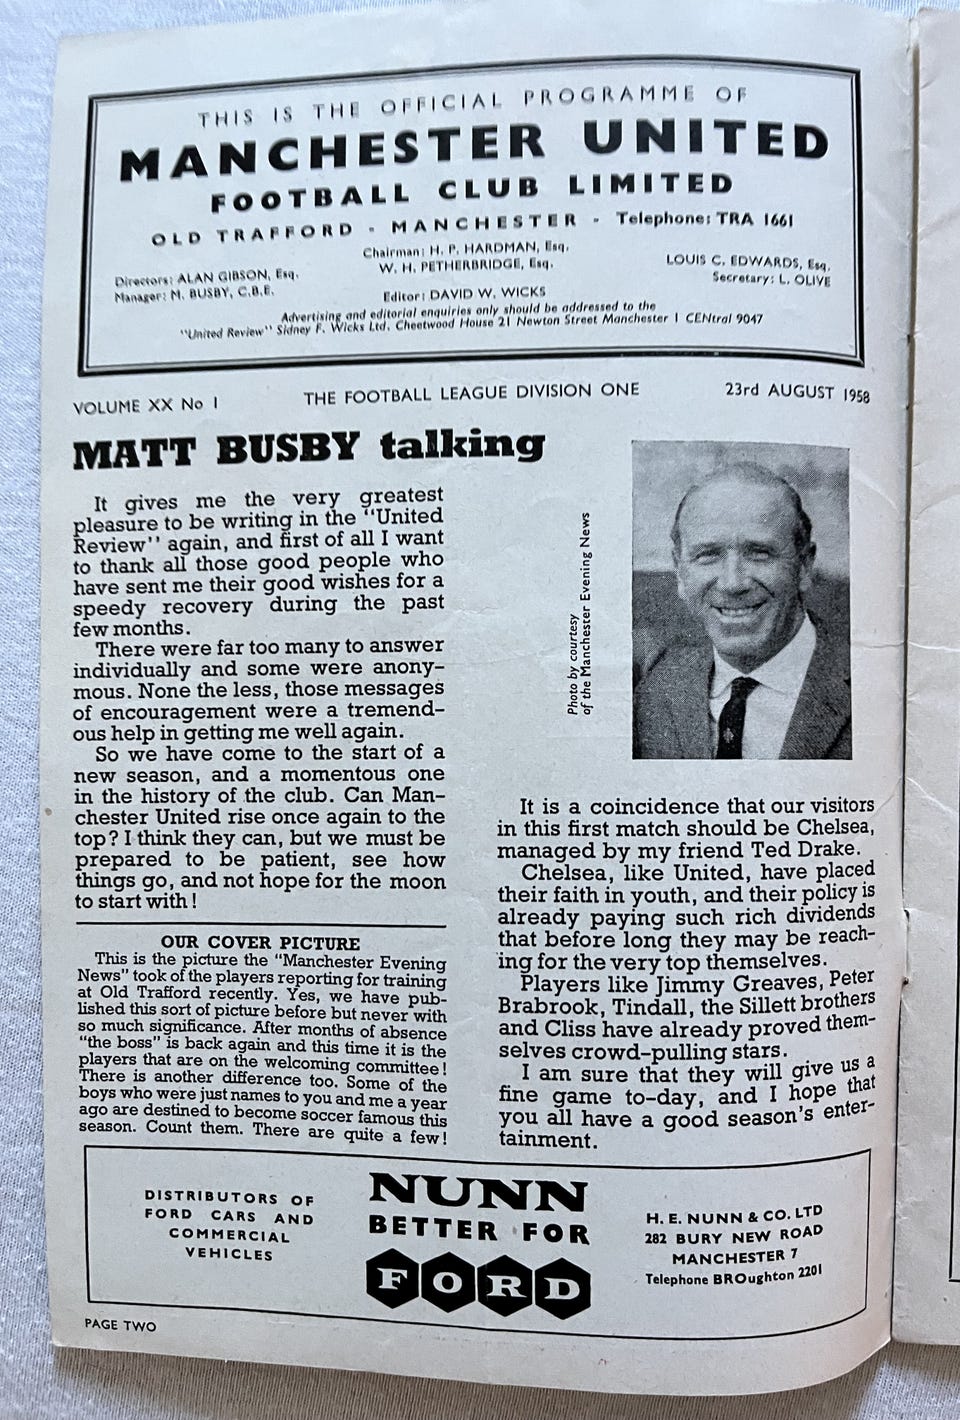 THIS IS THE OFFICIAL PROGRAMME OF
MANCHESTER UNITED
FOOTBALL CLUB LIMITED
OLD TRAFFORD - MANCHESTER - Telephone: TRA 1661
Chairman: H. P. HARDMAN, Esq.
Directors: ALAN GIBSON, Esq. W. H. PETHERBRIDGE, Esq. LOUIS C. EDWARDS, Esq.
Manager: M. BUSBY, C.B.E. Secretary: L. OLIVE
Editor: DAVID W. WICKS
Advertising and editorial enquiries only should be addressed to the
"United Review" Sidney F. Wicks Ltd. Cheetwood House 21 Newton Street Manchester 1 CENtral 9047
VOLUME XX No 1 THE FOOTBALL LEAGUE DIVISION ONE 23rd AUGUST 1958
MATT BUSBY talking
It gives me the very greatest
pleasure to be writing in the "United
Review" again, and first of all I want
to thank all those good people who
have sent me their good wishes for a
speedy recovery during the past
few months.
There were far too many to answer
individually and some were anony-
mous. None the less, those messages
of encouragement were a tremend-
ous help in getting me well again.
So we have come to the start of a
new season, and a momentous one
in the history of the club. Can Man-
chester United rise once again to the
top? I think they can, but we must be
prepared to be patient, see how
things go, and not hope for the moon
to start with!
OUR COVER PICTURE
This is the picture the "Manchester Evening
News" took of the players reporting for training
at Old Trafford recently. Yes, we have pub-
lished this sort of picture before but never with
so much significance. After months of absence
"the boss" is back again and this time it is the
players that are on the welcoming committee!
There is another difference too. Some of the
boys who were just names to you and me a year
ago are destined to become soccer famous this
season. Count them. There are quite a few!
Photo by courtesy
of the Manchester Evening News
It is a coincidence that our visitors
in this first match should be Chelsea,
managed by my friend Ted Drake.
Chelsea, like United, have placed
their faith in youth, and their policy is
already paying such rich dividends
that before long they may be reach-
ing for the very top themselves.
Players like Jimmy Greaves, Peter
Brabrook, Tindall, the Sillett brothers
and Cliss have already proved them-
selves crowd-pulling stars.
I am sure that they will give us a
fine game to-day, and I hope that
you all have a good season's enter-
tainment.
DISTRIBUTORS OF
FORD CARS AND
COMMERCIAL
VEHICLES
NUNN
BETTER FOR
FORD
H. E. NUNN & CO. LTD
282 BURY NEW ROAD
MANCHESTER 7
Telephone BROughton 2201
PAGE TWO